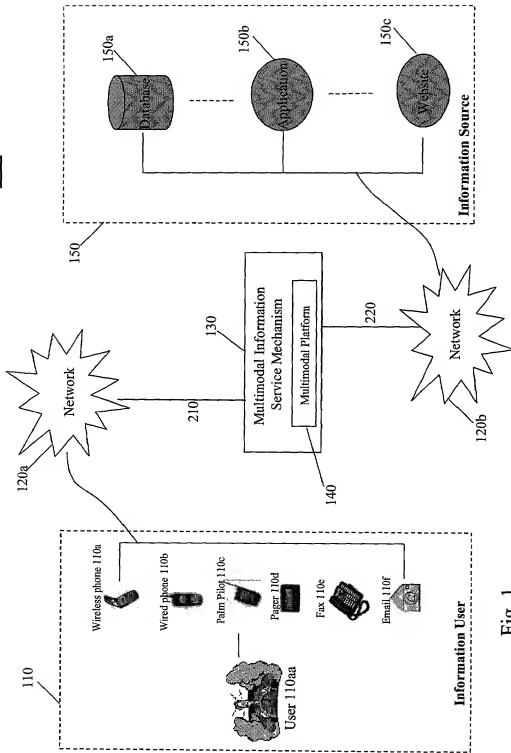 110
Wireless phone 110a
Wired phone 110b
Palm Pilot 110c
Pager 110d
Fax 110e
Email 110f
User 110aa
Information User
120a
Network
210
130
Multimodal Information
Service Mechanism
Multimodal Platform
140
220
Network
120b
150
150a
Database
150b
Application
150c
Website
Information Source
Fig. 1